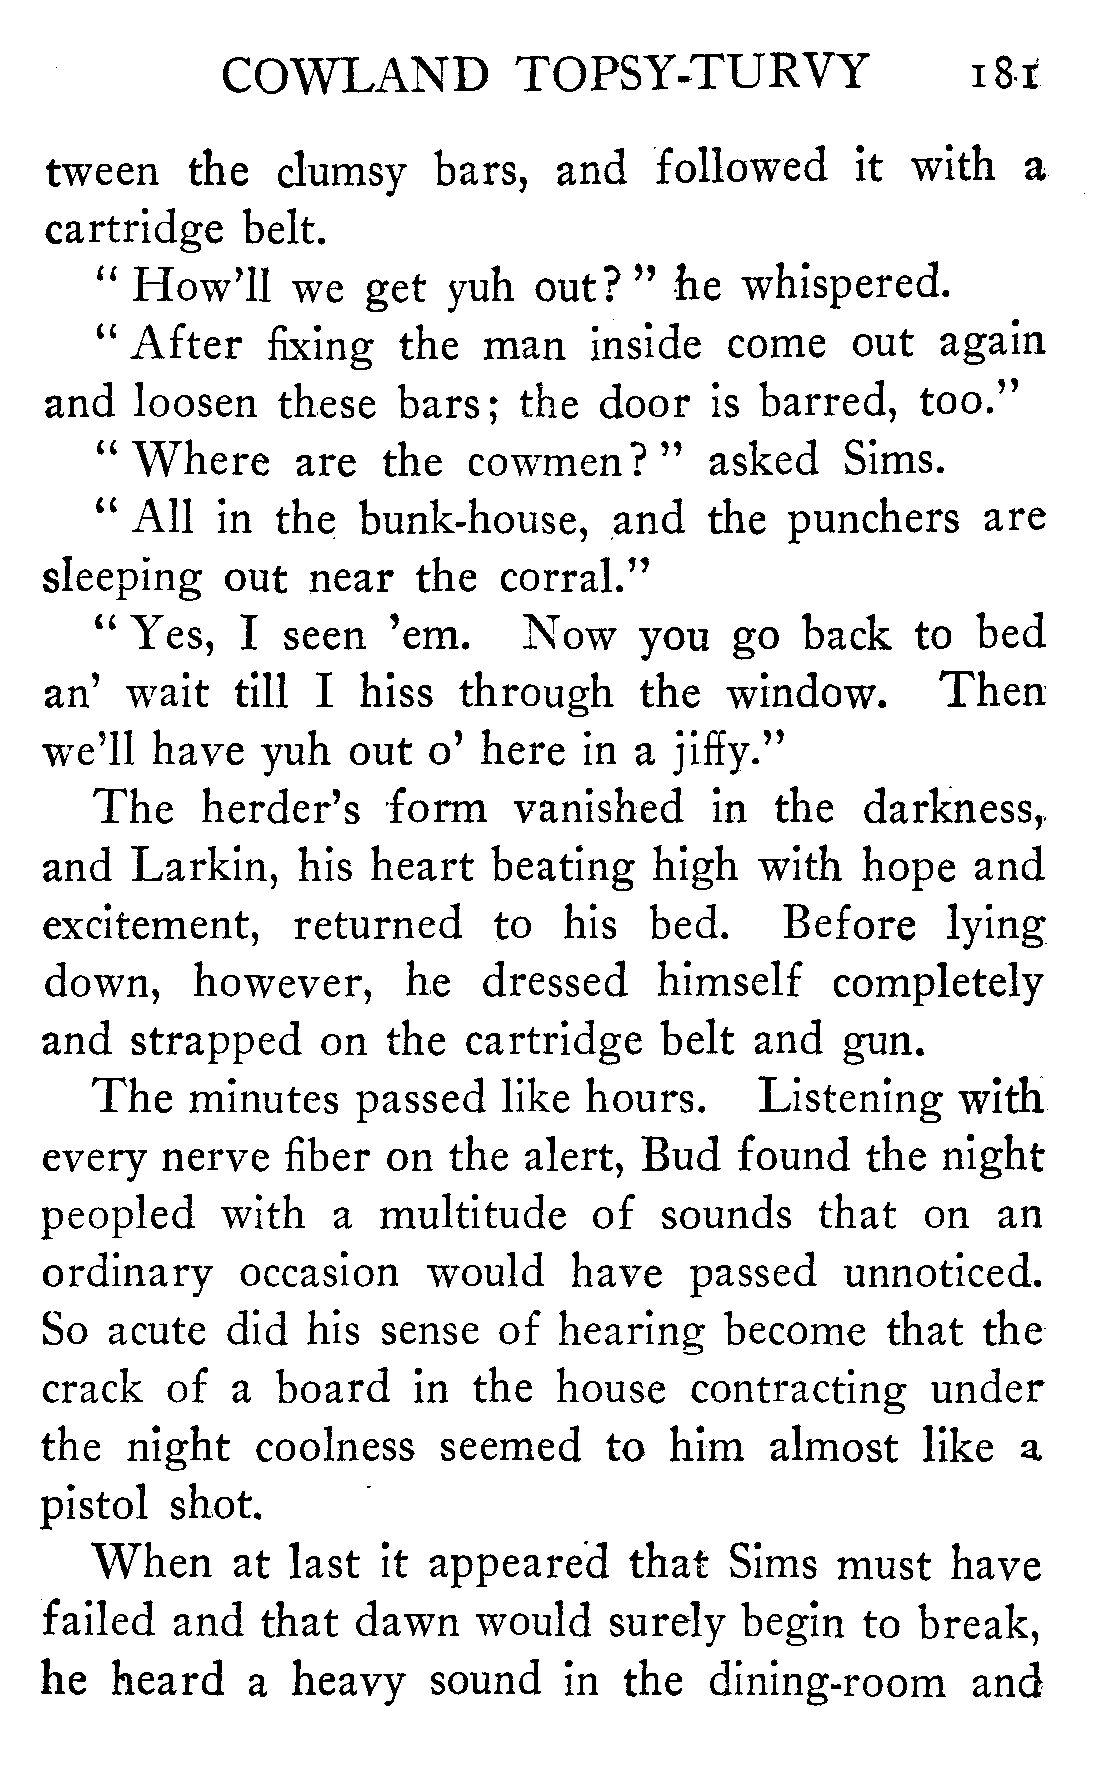 COWLAND TOPSY-TURVY 181
tween the clumsy bars, and followed it with a
cartridge belt.
" How'll we get yuh out? " he whispered.
" After fixing the man inside come out again
and loosen these bars; the door is barred, too."
" Where are the cowmen? " asked Sims.
" All in the bunk-house, and the punchers are
sleeping out near the corral."
" Yes, I seen 'em. Now you go back to bed
an' wait till I hiss through the window. Then
we'll have yuh out o' here in a jiffy."
The herder's form vanished in the darkness,
and Larkin, his heart beating high with hope and
excitement, returned to his bed. Before lying
down, however, he dressed himself completely
and strapped on the cartridge belt and gun.
The minutes passed like hours. Listening with
every nerve fiber on the alert, Bud found the night
peopled with a multitude of sounds that on an
ordinary occasion would have passed unnoticed.
So acute did his sense of hearing become that the
crack of a board in the house contracting under
the night coolness seemed to him almost like a
pistol shot.
When at last it appeared that Sims must have
failed and that dawn would surely begin to break,
he heard a heavy sound in the dining-room and